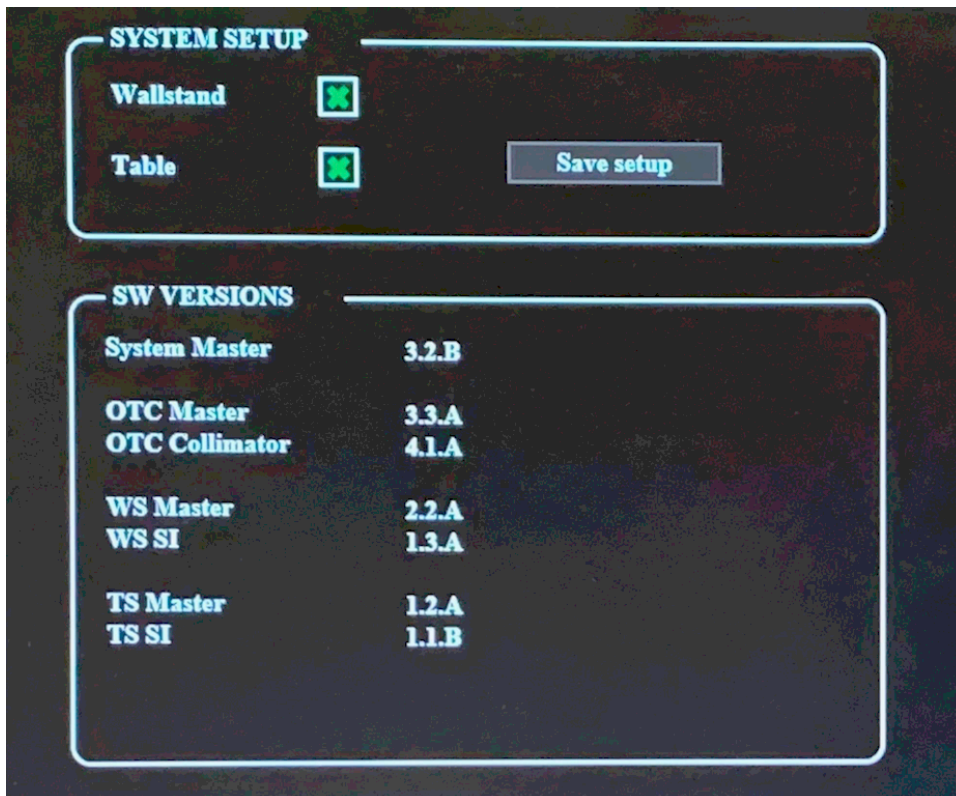 SYSTEM SETUP
Wallstand
Table
Save setup
SW VERSIONS
System Master 3.2.B
OTC Master 3.3.A
OTC Collimator 4.1.A
WS Master 2.2.A
WS SI 1.3.A
TS Master 1.2.A
TS SI 1.1.B